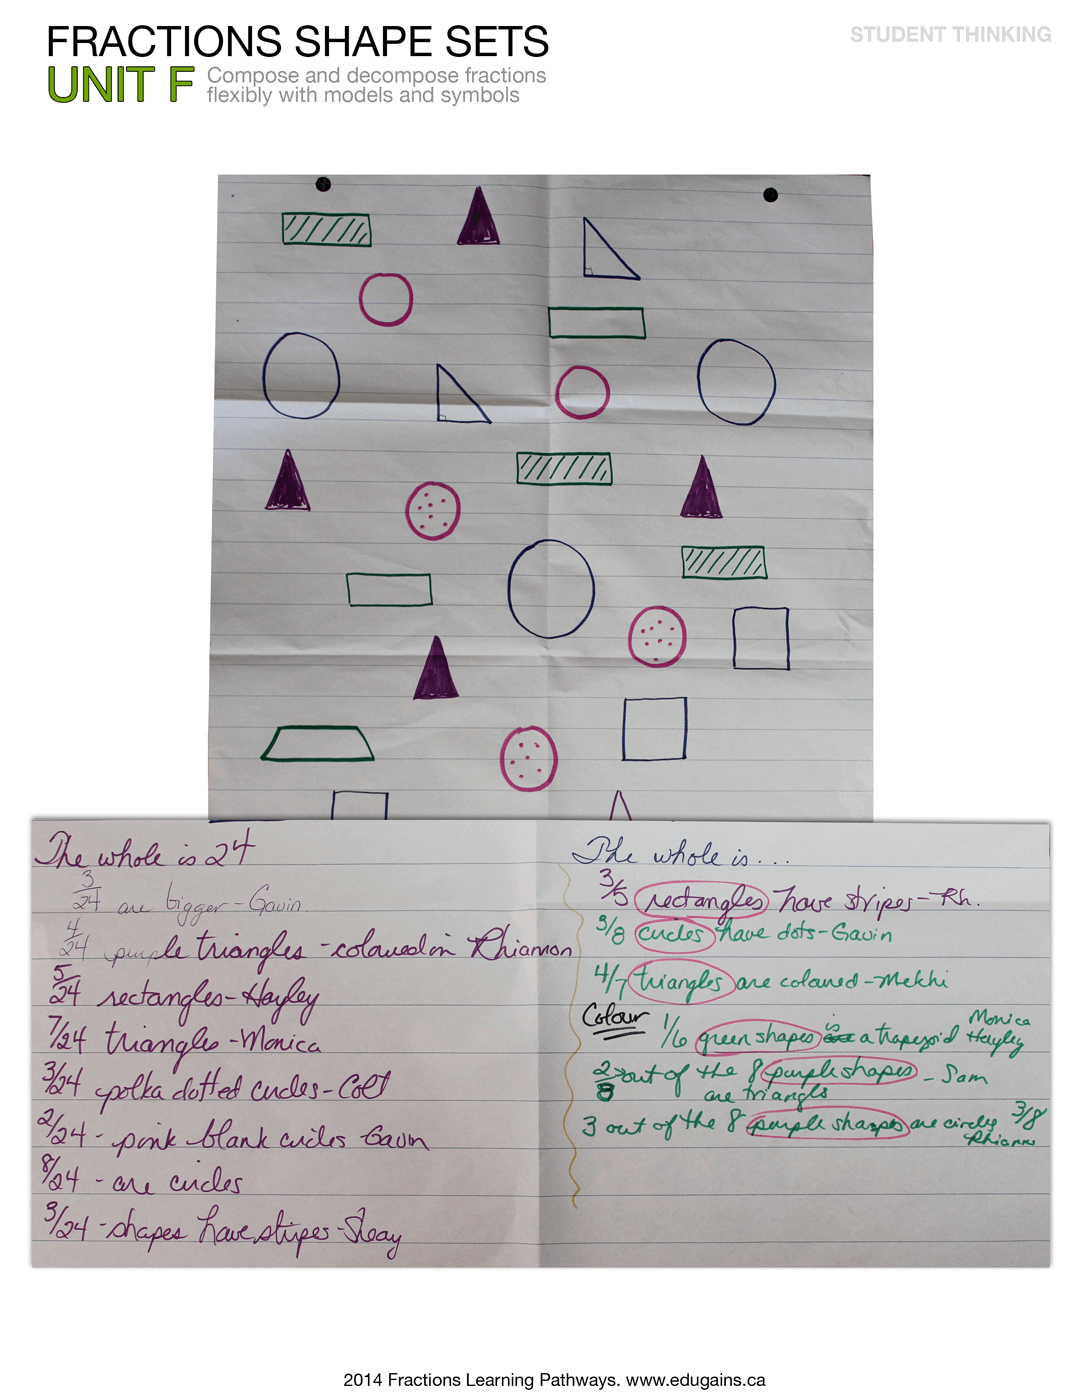 FRACTIONS SHAPE SETS
STUDENT THINKING
UNIT F Compose and decompose fractions
flexibly with models and symbols
The whole is 24
3/24 are bigger - Gavin
4/24 purple triangles - coloured in Rhiannon
5/24 rectangles - Hayley
7/24 triangles - Monica
3/24 polka dotted circles - Colt
2/24 - pink blank circles Gavin
8/24 - are circles
3/24 - shapes have stripes - Shay
The whole is...
3/5 rectangles have stripes - Rh.
3/8 circles have dots - Gavin
4/7 triangles are coloured - Mekhi
Colour 1/6 green shapes is a trapezoid Monica
Hayley
2/8 out of the 8 purple shapes - Sam
are triangles
3 out of the 8 purple shapes are circles 3/8
Rhiann
2014 Fractions Learning Pathways. www.edugains.ca